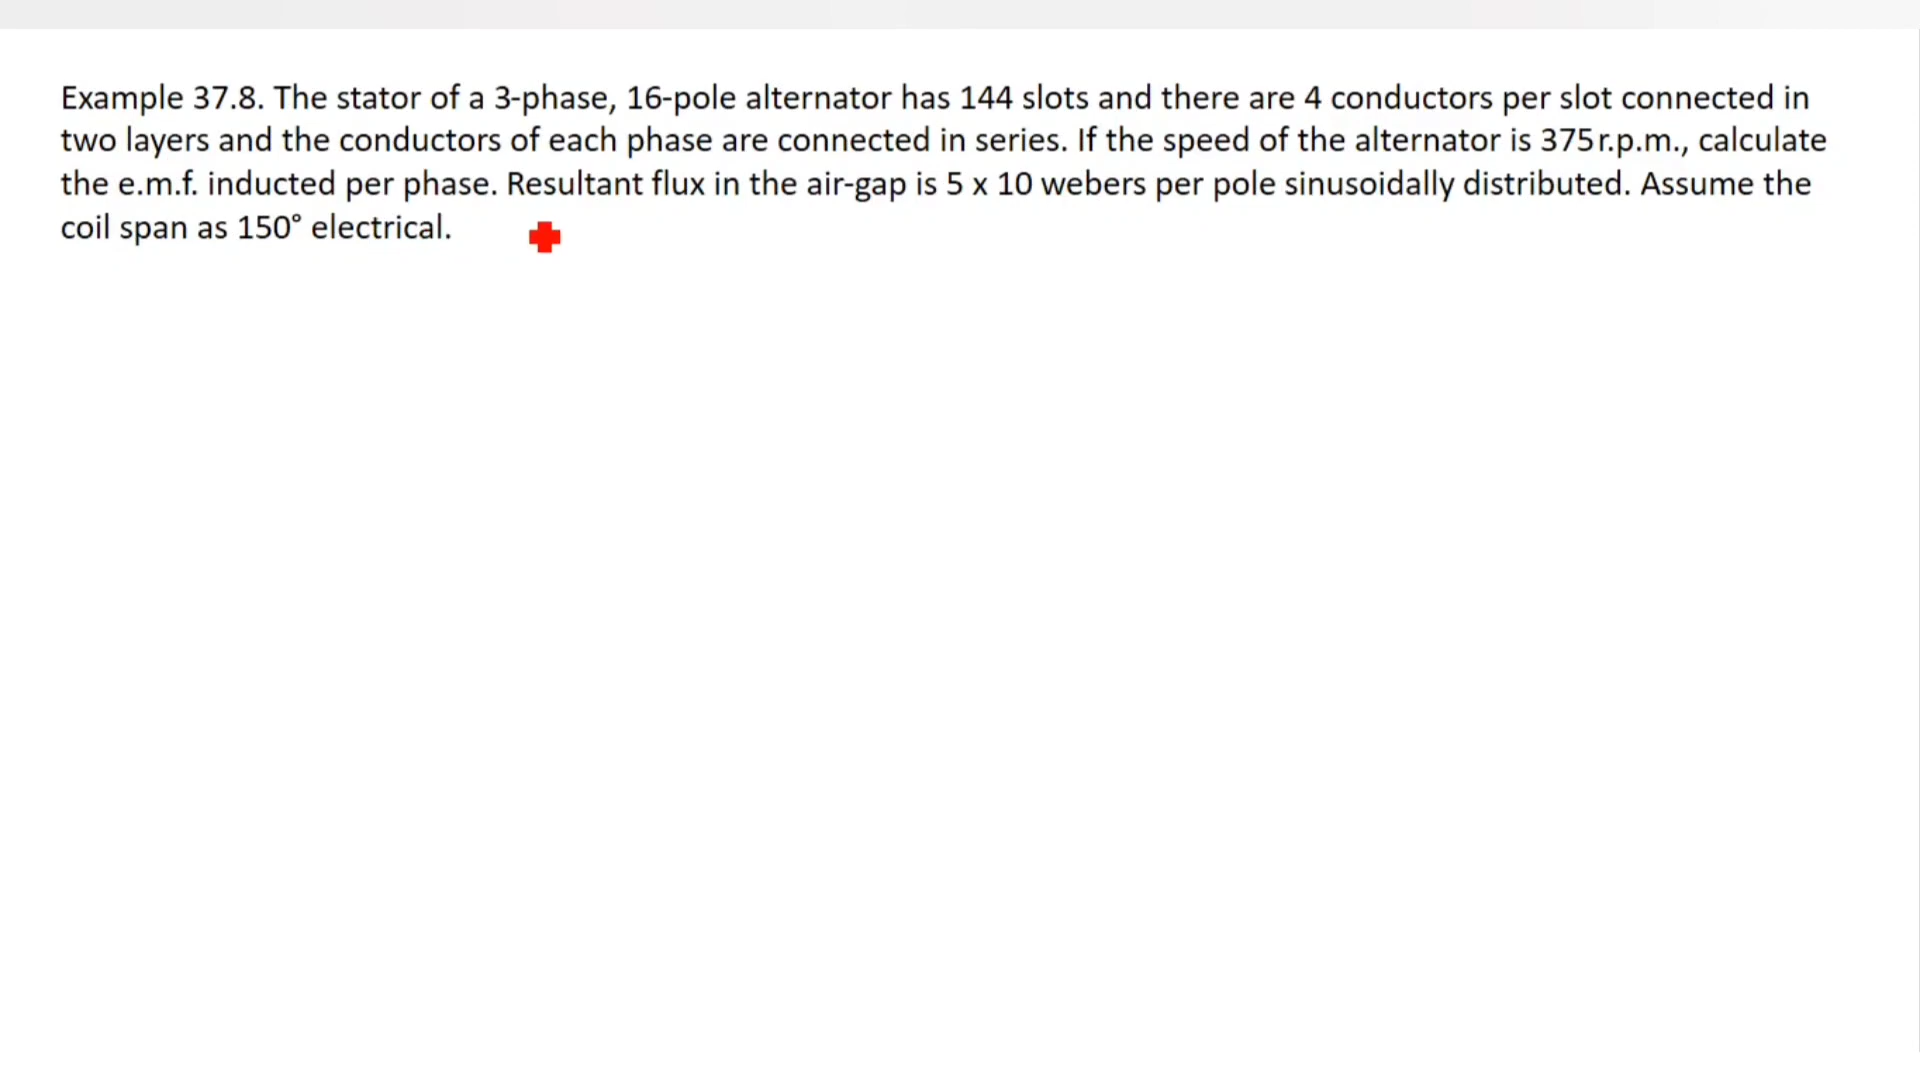 Example 37.8. The stator of a 3-phase, 16-pole alternator has 144 slots and there are 4 conductors per slot connected in
two layers and the conductors of each phase are connected in series. If the speed of the alternator is 375r.p.m., calculate
the e.m.f. inducted per phase. Resultant flux in the air-gap is 5 x 10 webers per pole sinusoidally distributed. Assume the
coil span as 150° electrical.